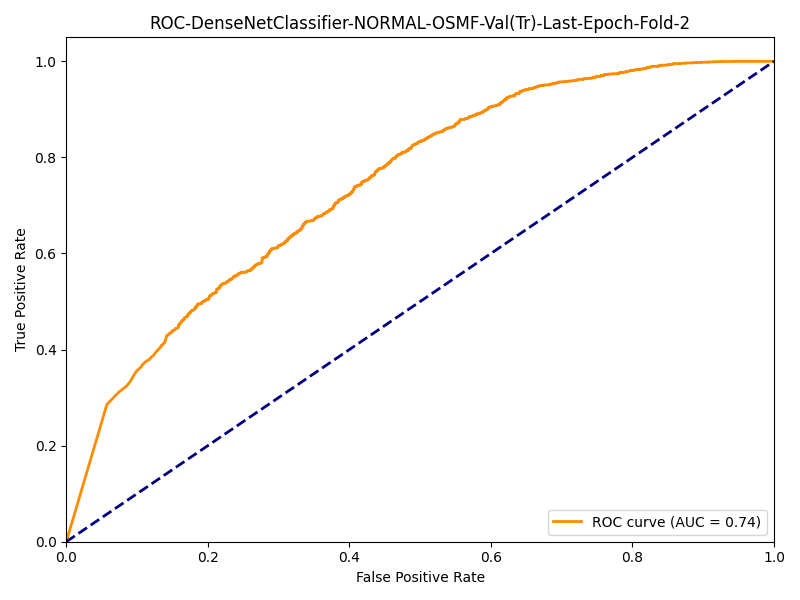 ROC-DenseNetClassifier-NORMAL-OSMF-Val(Tr)-Last-Epoch-Fold-2
1.0
0.8
0.6
0.4
0.2
0.0
True Positive Rate
ROC curve (AUC = 0.74)
0.0 0.2 0.4 0.6 0.8 1.0
False Positive Rate